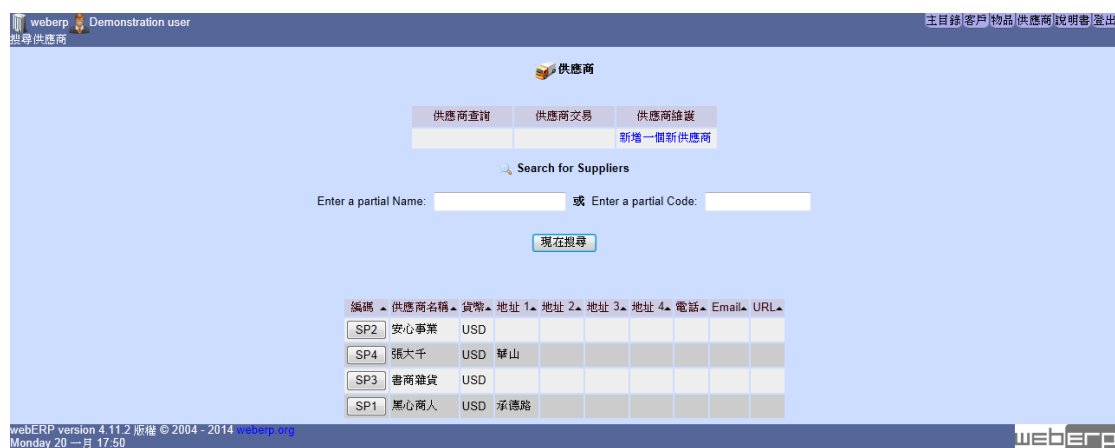 weberp Demonstration user 主目錄 客戶 物品 供應商 說明書 登出
搜尋供應商
供應商
供應商查詢 供應商交易 供應商維護
新增一個新供應商
Search for Suppliers
Enter a partial Name: 或 Enter a partial Code:
現在搜尋
編碼 供應商名稱 貨幣 地址 1 地址 2 地址 3 地址 4 電話 Email URL
SP2 安心事業 USD
SP4 張大千 USD 華山
SP3 書商雜貨 USD
SP1 黑心商人 USD 承德路
webERP version 4.11.2 版權 © 2004 - 2014 weberp.org
Monday 20 一月 17:50
weberp